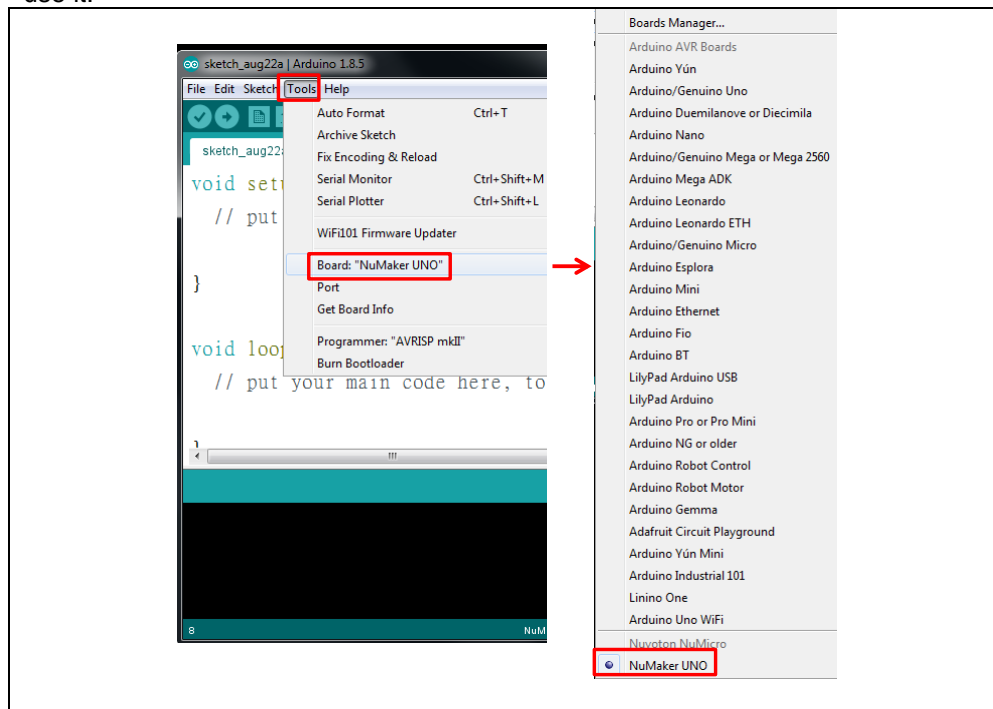 sketch_aug22a | Arduino 1.8.5
File Edit Sketch Tools Help
sketch_aug22a
void setu
// put
}
void loop
// put your main code here, to
}
Auto Format Ctrl+T
Archive Sketch
Fix Encoding & Reload
Serial Monitor Ctrl+Shift+M
Serial Plotter Ctrl+Shift+L
WiFi101 Firmware Updater
Board: "NuMaker UNO"
Port
Get Board Info
Programmer: "AVRISP mkII"
Burn Bootloader
8 NuM
Boards Manager...
Arduino AVR Boards
Arduino Yún
Arduino/Genuino Uno
Arduino Duemilanove or Diecimila
Arduino Nano
Arduino/Genuino Mega or Mega 2560
Arduino Mega ADK
Arduino Leonardo
Arduino Leonardo ETH
Arduino/Genuino Micro
Arduino Esplora
Arduino Mini
Arduino Ethernet
Arduino Fio
Arduino BT
LilyPad Arduino USB
LilyPad Arduino
Arduino Pro or Pro Mini
Arduino NG or older
Arduino Robot Control
Arduino Robot Motor
Arduino Gemma
Adafruit Circuit Playground
Arduino Yún Mini
Arduino Industrial 101
Linino One
Arduino Uno WiFi
Nuvoton NuMicro
NuMaker UNO